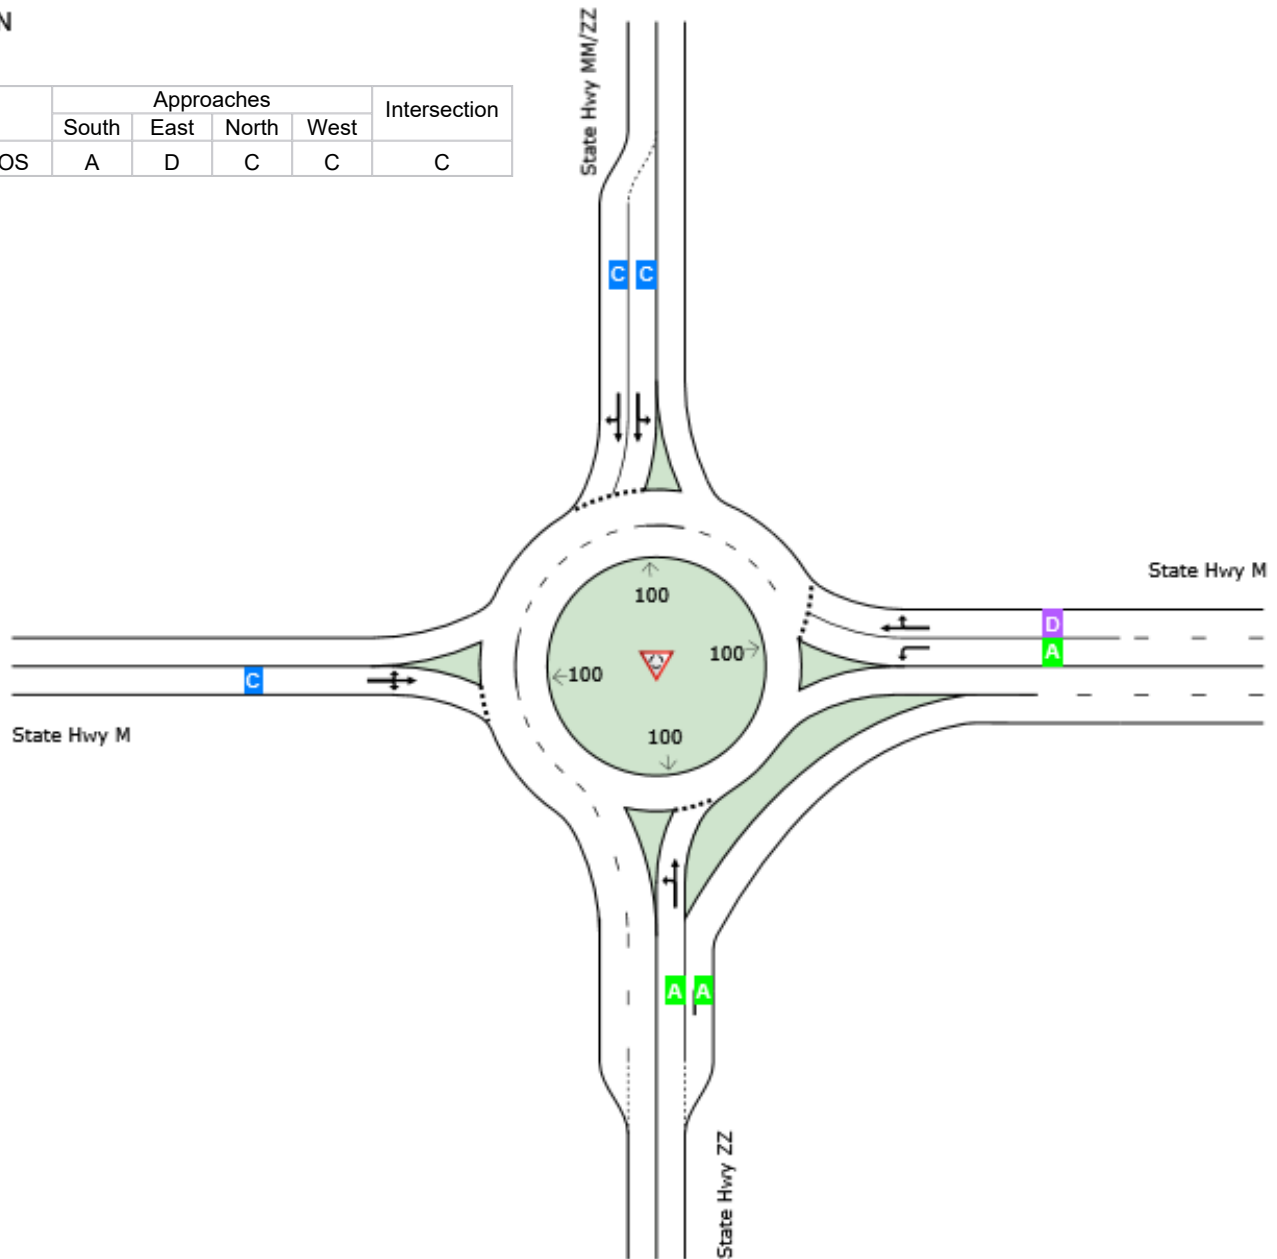 N
Approaches
Intersection
South East North West
OS A D C C C
State Hwy MM/ZZ
C C
State Hwy M
D
A
100
100
100
100
C
State Hwy M
A A
State Hwy ZZ